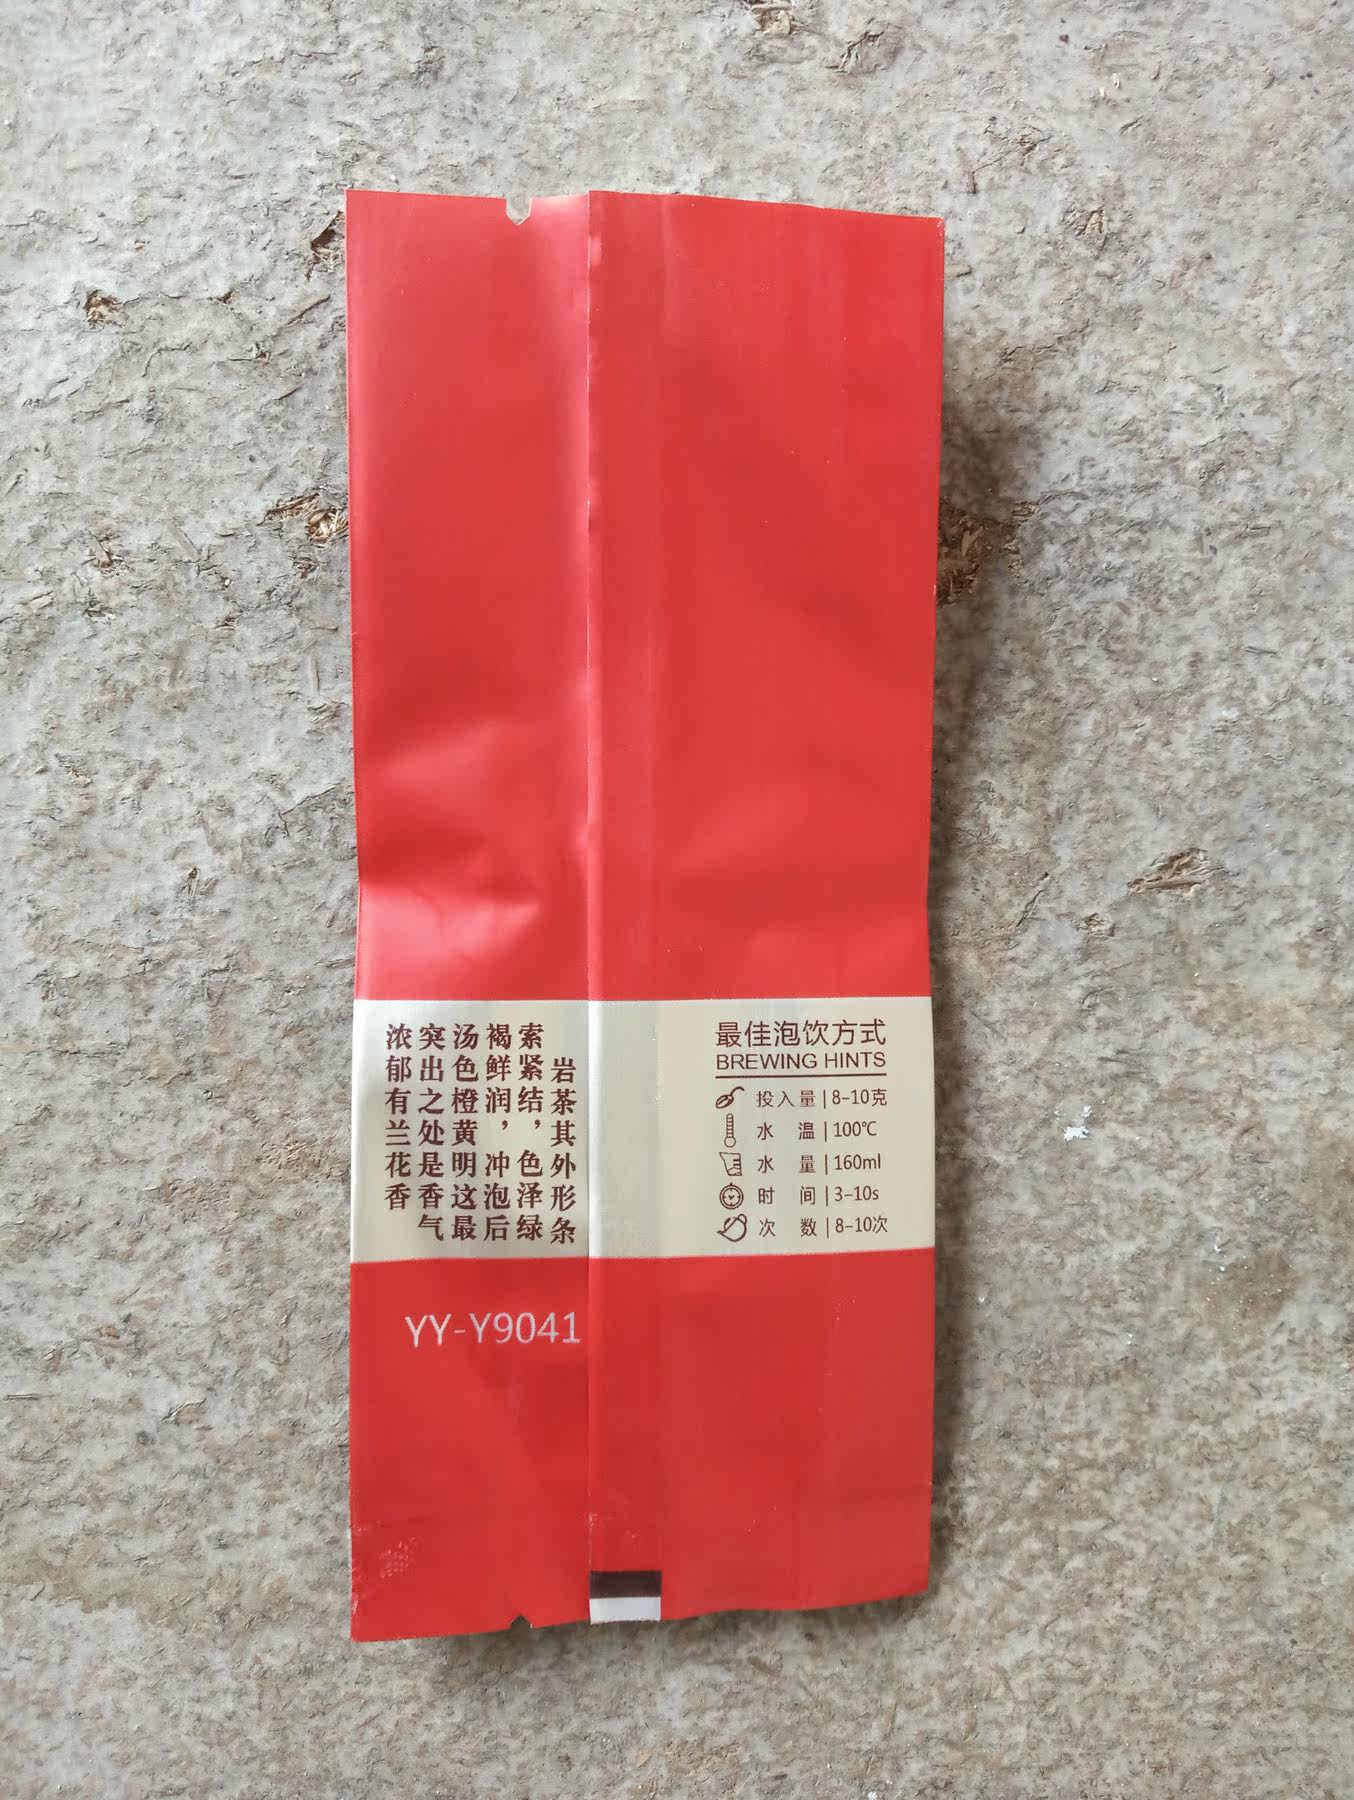 岩茶其外形条
索紧结，色泽绿
褐鲜润，冲泡后
汤色橙黄明这最
突出之处是香气
浓郁有兰花香
最佳泡饮方式
BREWING HINTS
投入量 | 8-10克
水 温 | 100℃
水 量 | 160ml
时 间 | 3-10s
次 数 | 8-10次
YY-Y9041